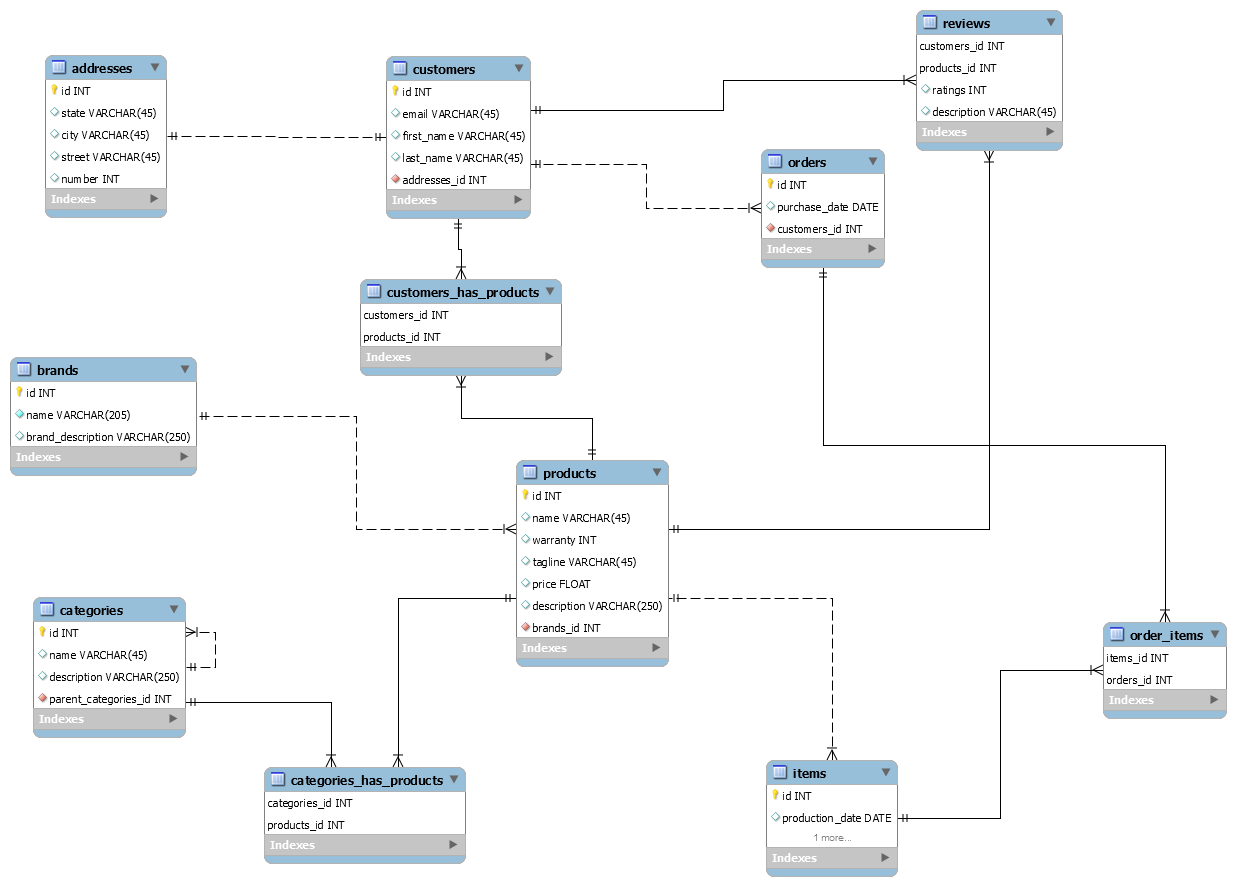 reviews
customers_id INT
products_id INT
ratings INT
description VARCHAR(45)
Indexes
addresses
id INT
state VARCHAR(45)
city VARCHAR(45)
street VARCHAR(45)
number INT
Indexes
customers
id INT
email VARCHAR(45)
first_name VARCHAR(45)
last_name VARCHAR(45)
addresses_id INT
Indexes
orders
id INT
purchase_date DATE
customers_id INT
Indexes
customers_has_products
customers_id INT
products_id INT
Indexes
brands
id INT
name VARCHAR(205)
brand_description VARCHAR(250)
Indexes
products
id INT
name VARCHAR(45)
warranty INT
tagline VARCHAR(45)
price FLOAT
description VARCHAR(250)
brands_id INT
Indexes
categories
id INT
name VARCHAR(45)
description VARCHAR(250)
parent_categories_id INT
Indexes
order_items
items_id INT
orders_id INT
Indexes
categories_has_products
categories_id INT
products_id INT
Indexes
items
id INT
production_date DATE
1 more...
Indexes